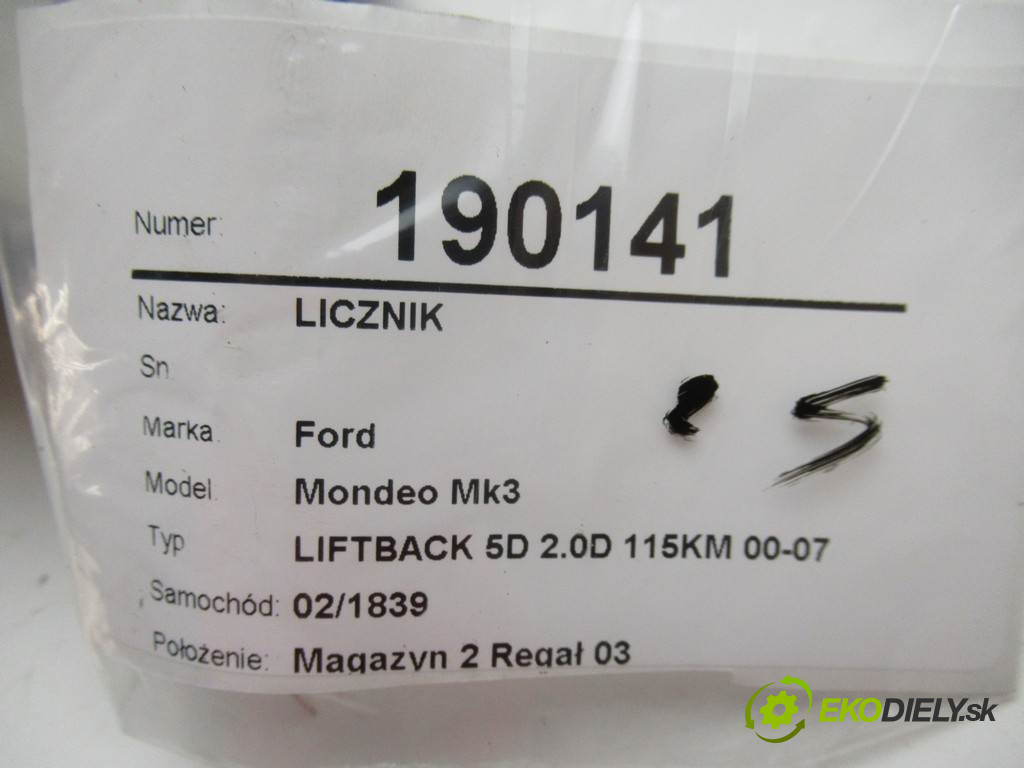 Numer: 190141
Nazwa: LICZNIK
Sn
Marka Ford
Model Mondeo Mk3
Typ LIFTBACK 5D 2.0D 115KM 00-07
Samochód: 02/1839
Położenie: Magazyn 2 Regał 03
EKODIELY.sk